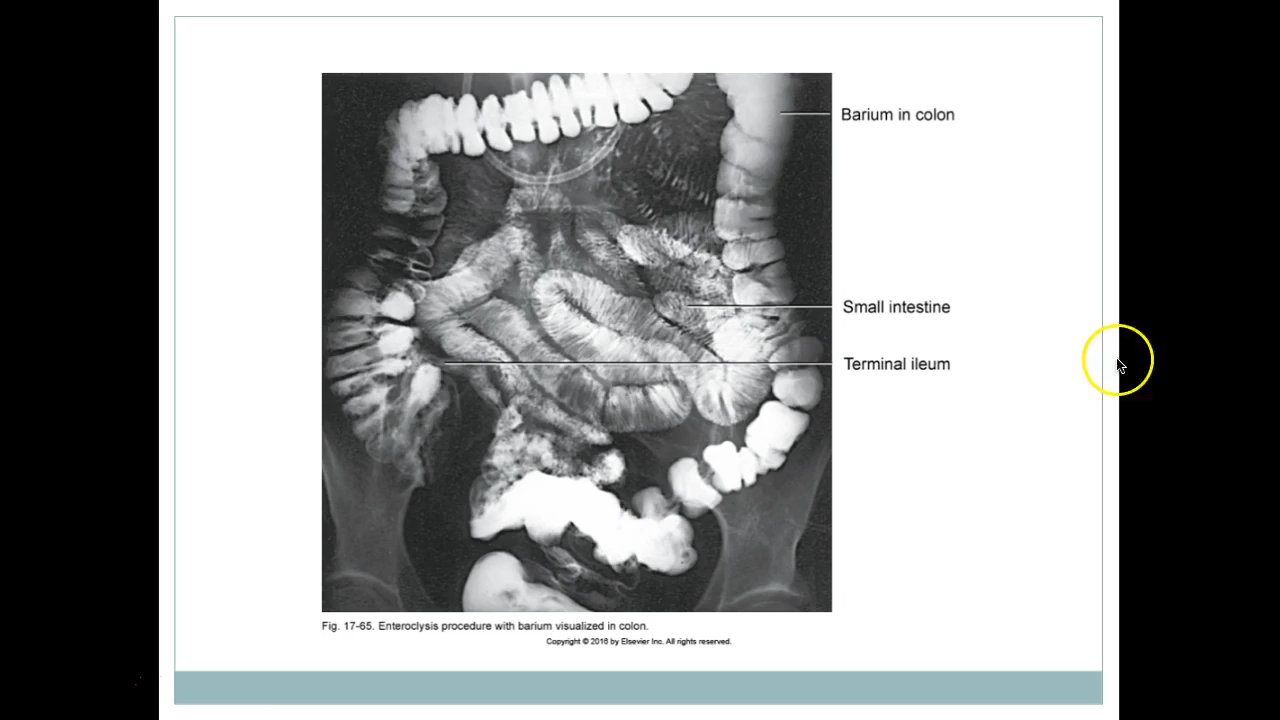 Barium in colon
Small intestine
Terminal ileum
Fig. 17-65. Enteroclysis procedure with barium visualized in colon.
Copyright © 2016 by Elsevier Inc. All rights reserved.